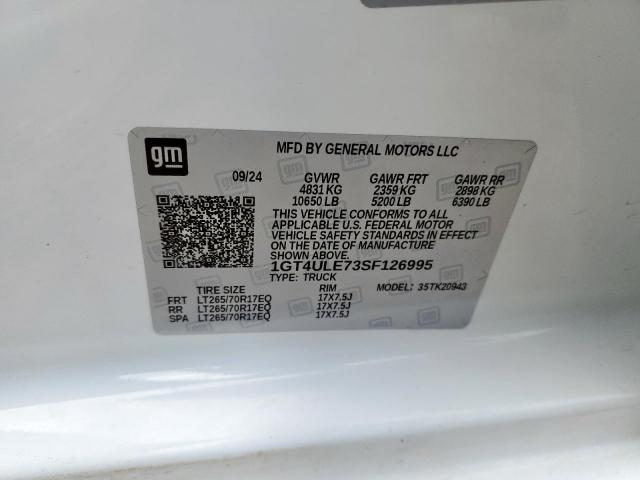 gm
MFD BY GENERAL MOTORS LLC
09/24 GVWR GAWR FRT GAWR RR
4831 KG 2359 KG 2898 KG
10650 LB 5200 LB 6390 LB
THIS VEHICLE CONFORMS TO ALL
APPLICABLE U.S. FEDERAL MOTOR
VEHICLE SAFETY STANDARDS IN EFFECT
ON THE DATE OF MANUFACTURE
SHOWN ABOVE.
1GT4ULE73SF126995
TYPE: TRUCK
TIRE SIZE RIM MODEL: 35TK20943
FRT LT265/70R17EQ 17X7.5J
RR LT265/70R17EQ 17X7.5J
SPA LT265/70R17EQ 17X7.5J